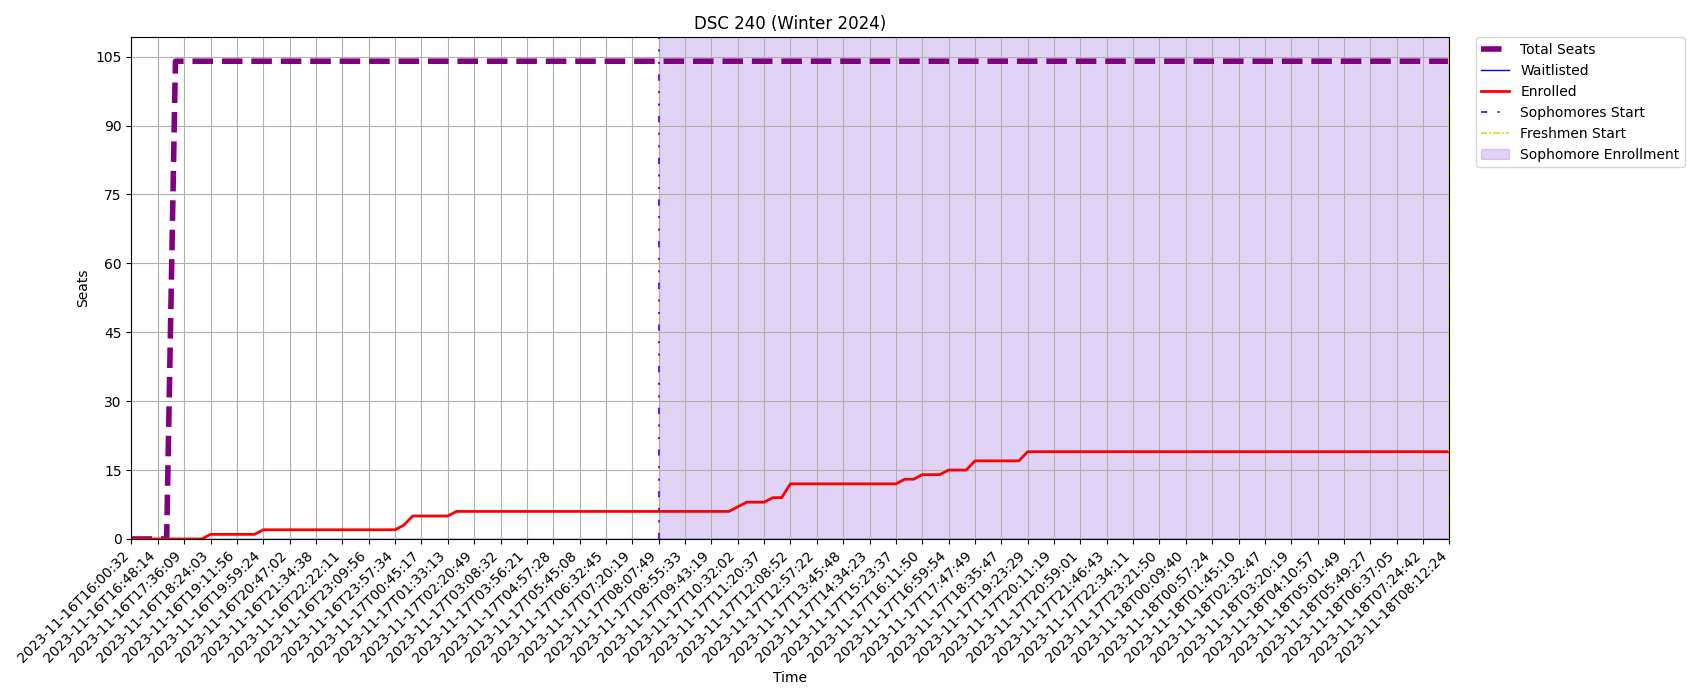 DSC 240 (Winter 2024)
105
90
75
60
45
30
15
0
Seats
2023-11-16T16:00:32
2023-11-16T16:48:14
2023-11-16T17:36:09
2023-11-16T18:24:03
2023-11-16T19:11:56
2023-11-16T19:59:24
2023-11-16T20:47:02
2023-11-16T21:34:38
2023-11-16T22:22:11
2023-11-16T23:09:56
2023-11-16T23:57:34
2023-11-17T00:45:17
2023-11-17T01:33:13
2023-11-17T02:20:49
2023-11-17T03:08:32
2023-11-17T03:56:21
2023-11-17T04:57:28
2023-11-17T05:45:08
2023-11-17T06:32:45
2023-11-17T07:20:19
2023-11-17T08:07:49
2023-11-17T08:55:33
2023-11-17T09:43:19
2023-11-17T10:32:02
2023-11-17T11:20:37
2023-11-17T12:08:52
2023-11-17T12:57:22
2023-11-17T13:45:48
2023-11-17T14:34:23
2023-11-17T15:23:37
2023-11-17T16:11:50
2023-11-17T16:59:54
2023-11-17T17:47:49
2023-11-17T18:35:47
2023-11-17T19:23:29
2023-11-17T20:11:19
2023-11-17T20:59:01
2023-11-17T21:46:43
2023-11-17T22:34:11
2023-11-17T23:21:50
2023-11-18T00:09:40
2023-11-18T00:57:24
2023-11-18T01:45:10
2023-11-18T02:32:47
2023-11-18T03:20:19
2023-11-18T04:10:57
2023-11-18T05:01:49
2023-11-18T05:49:27
2023-11-18T06:37:05
2023-11-18T07:24:42
2023-11-18T08:12:24
Time
Total Seats
Waitlisted
Enrolled
Sophomores Start
Freshmen Start
Sophomore Enrollment